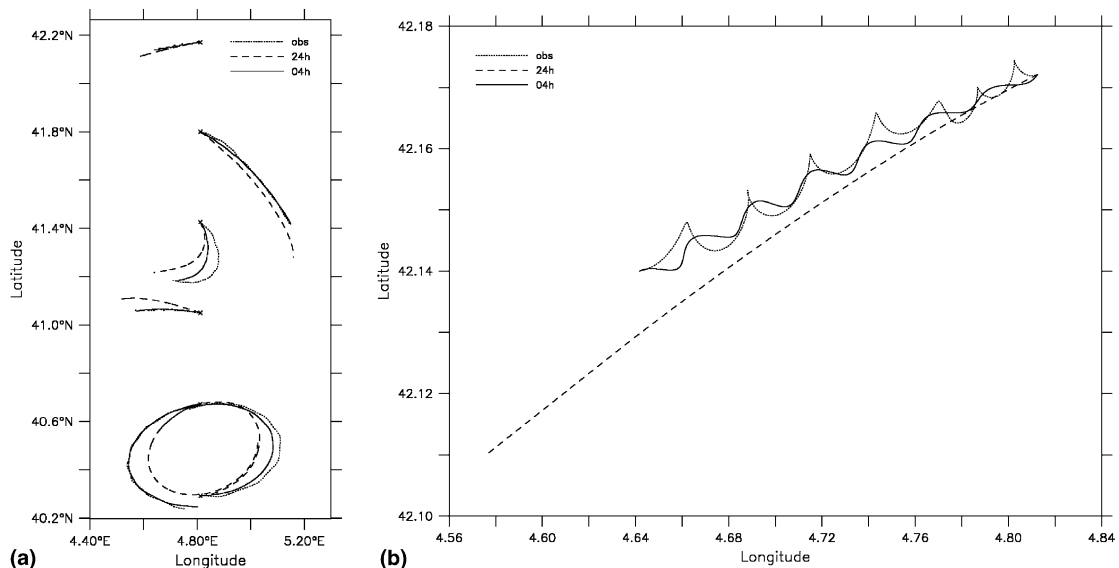 42.2°N
41.8°N
41.4°N
41.0°N
40.6°N
40.2°N
Latitude
obs
24h
04h
4.40°E
4.80°E
5.20°E
Longitude
(a)
42.18
42.16
42.14
42.12
42.10
Latitude
obs
24h
04h
4.56
4.60
4.64
4.68
4.72
4.76
4.80
4.84
Longitude
(b)